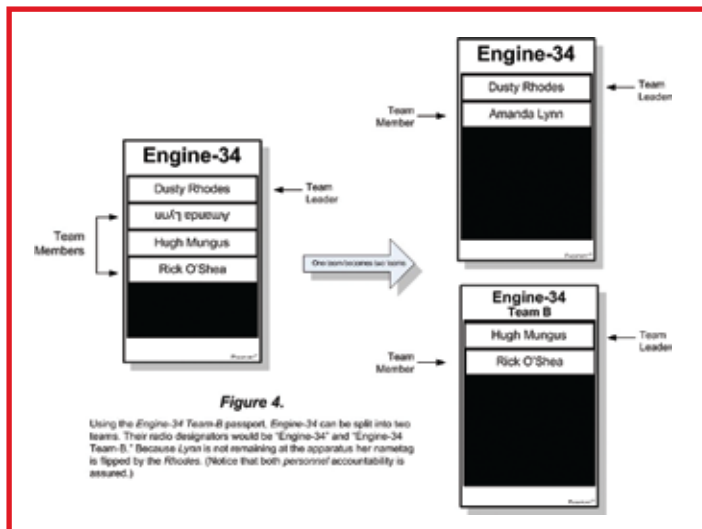 Engine-34
Dusty Rhodes
Amanda Lynn
Team
Leader
Team
Member
Engine-34
Dusty Rhodes
Amanda Lynn
Hugh Mungus
Rick O'Shea
Team
Leader
Team
Members
One team becomes two teams.
Engine-34
Team B
Hugh Mungus
Rick O'Shea
Team
Leader
Team
Member
Figure 4.
Using the Engine-34 Team-B passport, Engine-34 can be split into two
teams. Their radio designators would be "Engine-34" and "Engine-34
Team-B." Because Lynn is not remaining at the apparatus her nametag
is flipped by the Rhodes. (Notice that both personnel accountability is
assured.)